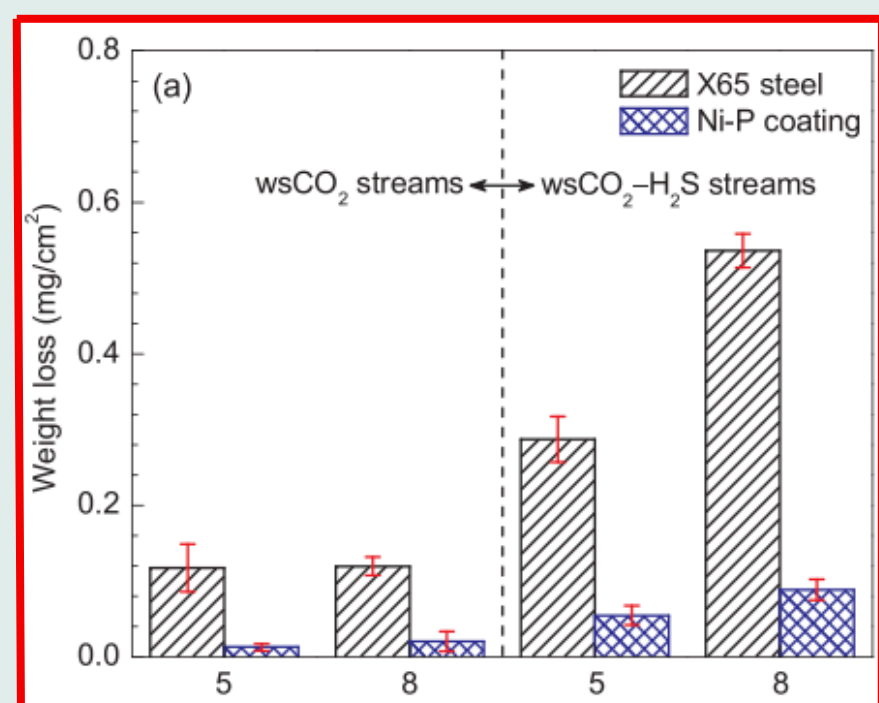 0.8
(a)
X65 steel
Ni-P coating
wsCO₂ streams
wsCO₂–H₂S streams
0.6
0.4
0.2
0.0
Weight loss (mg/cm²)
5
8
5
8